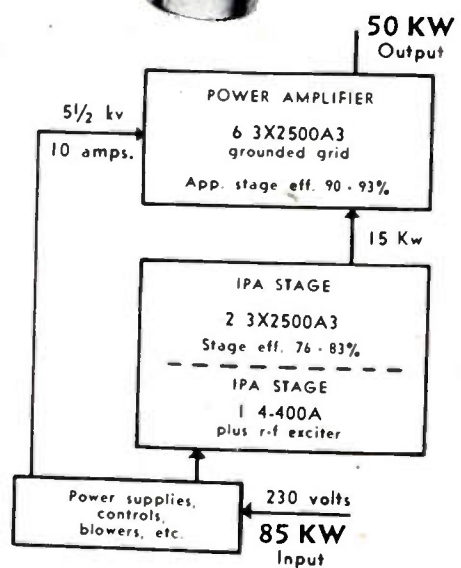 50 KW
Output
POWER AMPLIFIER
6 3X2500A3
grounded grid
App. stage eff. 90 - 93%
5 1/2 kv
10 amps.
15 Kw
IPA STAGE
2 3X2500A3
Stage eff. 76 - 83%
IPA STAGE
1 4-400A
plus r-f exciter
Power supplies,
controls,
blowers, etc.
230 volts
85 KW
Input